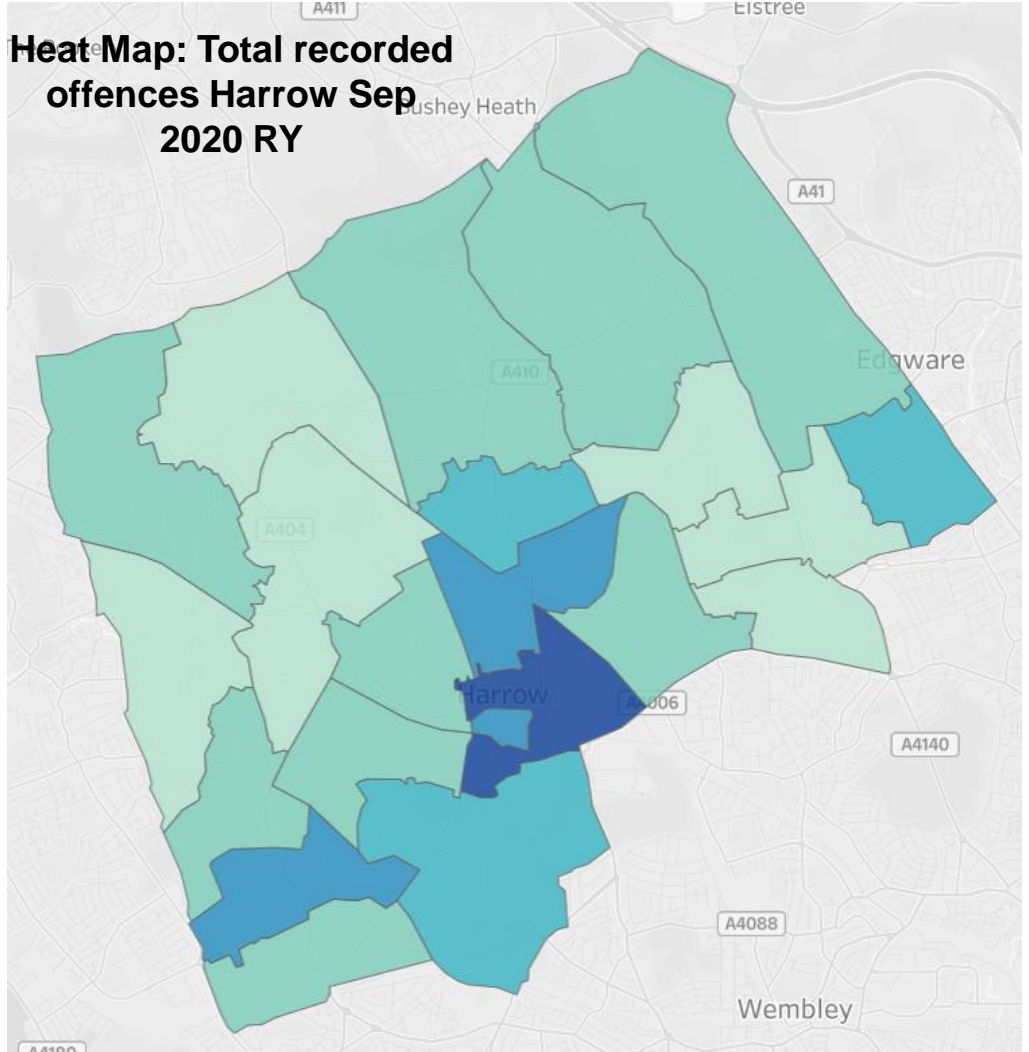 A411
Elstree
Heat Map: Total recorded
offences Harrow Sep
2020 RY
Bushey Heath
A41
Edgware
A410
A404
Harrow
A4006
A4140
A4088
Wembley
A4180